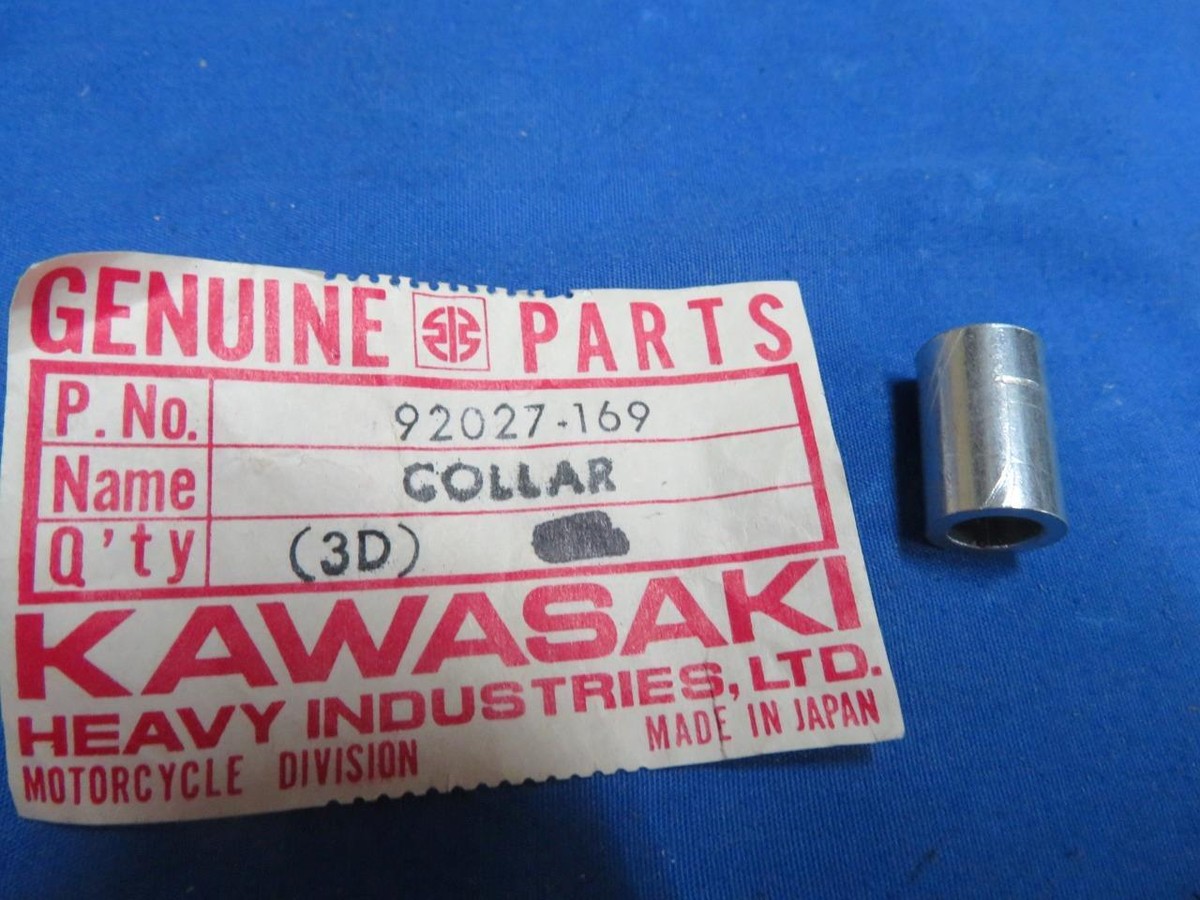 GENUINE PARTS
P. No. 92027-169
Name COLLAR
Q'ty (3D)
KAWASAKI
HEAVY INDUSTRIES, LTD.
MOTORCYCLE DIVISION MADE IN JAPAN